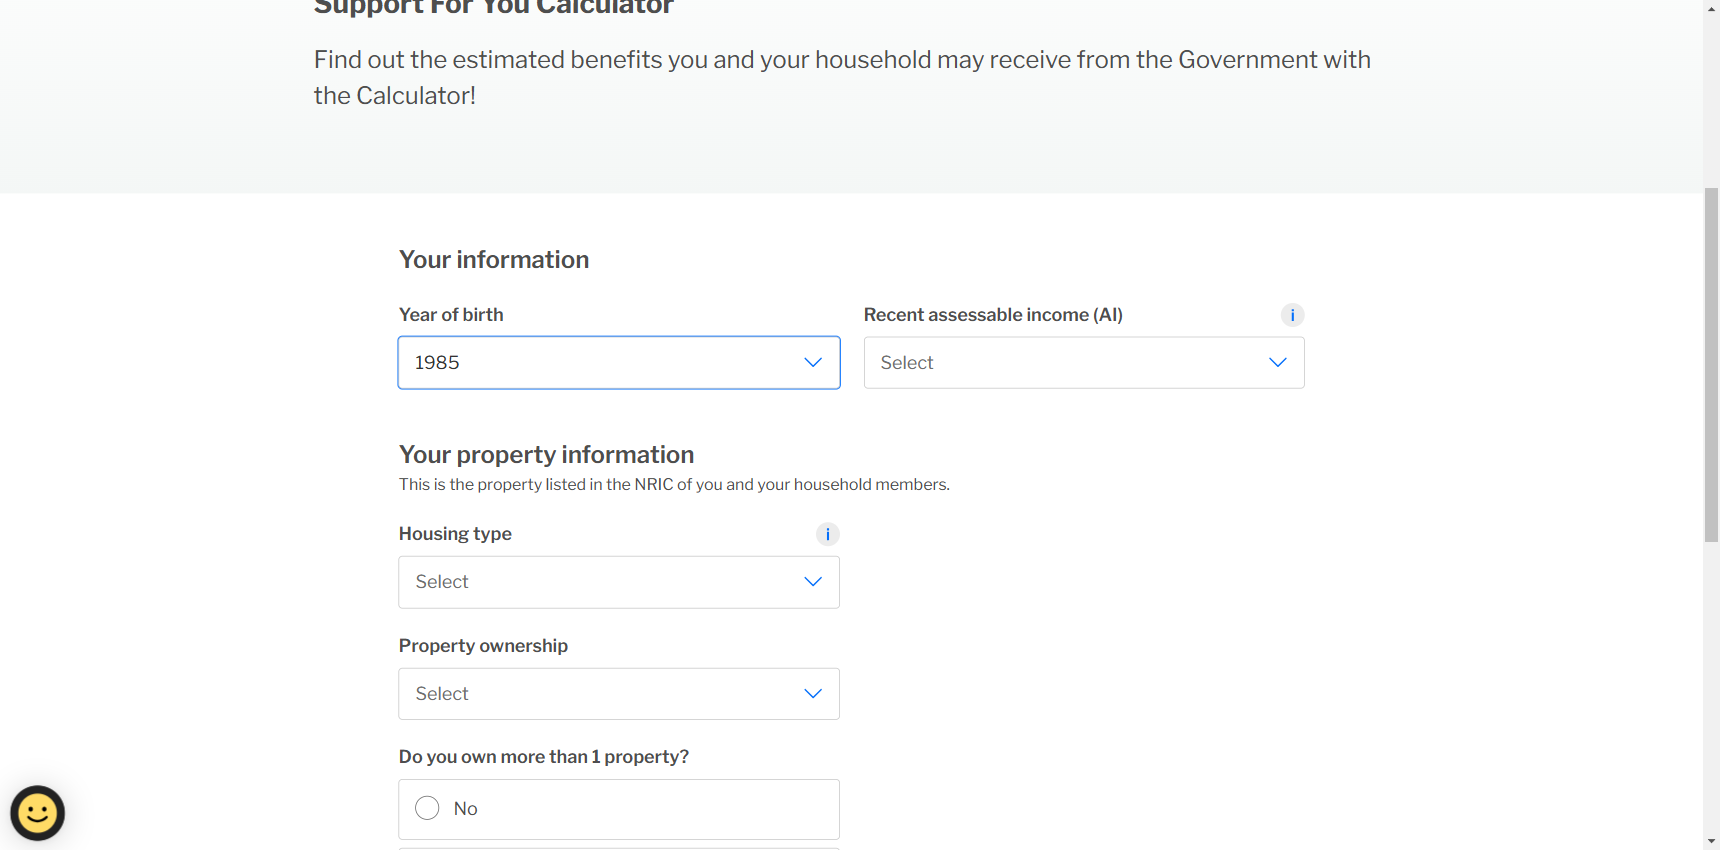 Support For You Calculator
Find out the estimated benefits you and your household may receive from the Government with
the Calculator!
Your information
Year of birth
Recent assessable income (AI)
i
1985
Select
Your property information
This is the property listed in the NRIC of you and your household members.
Housing type
i
Select
Property ownership
Select
Do you own more than 1 property?
No